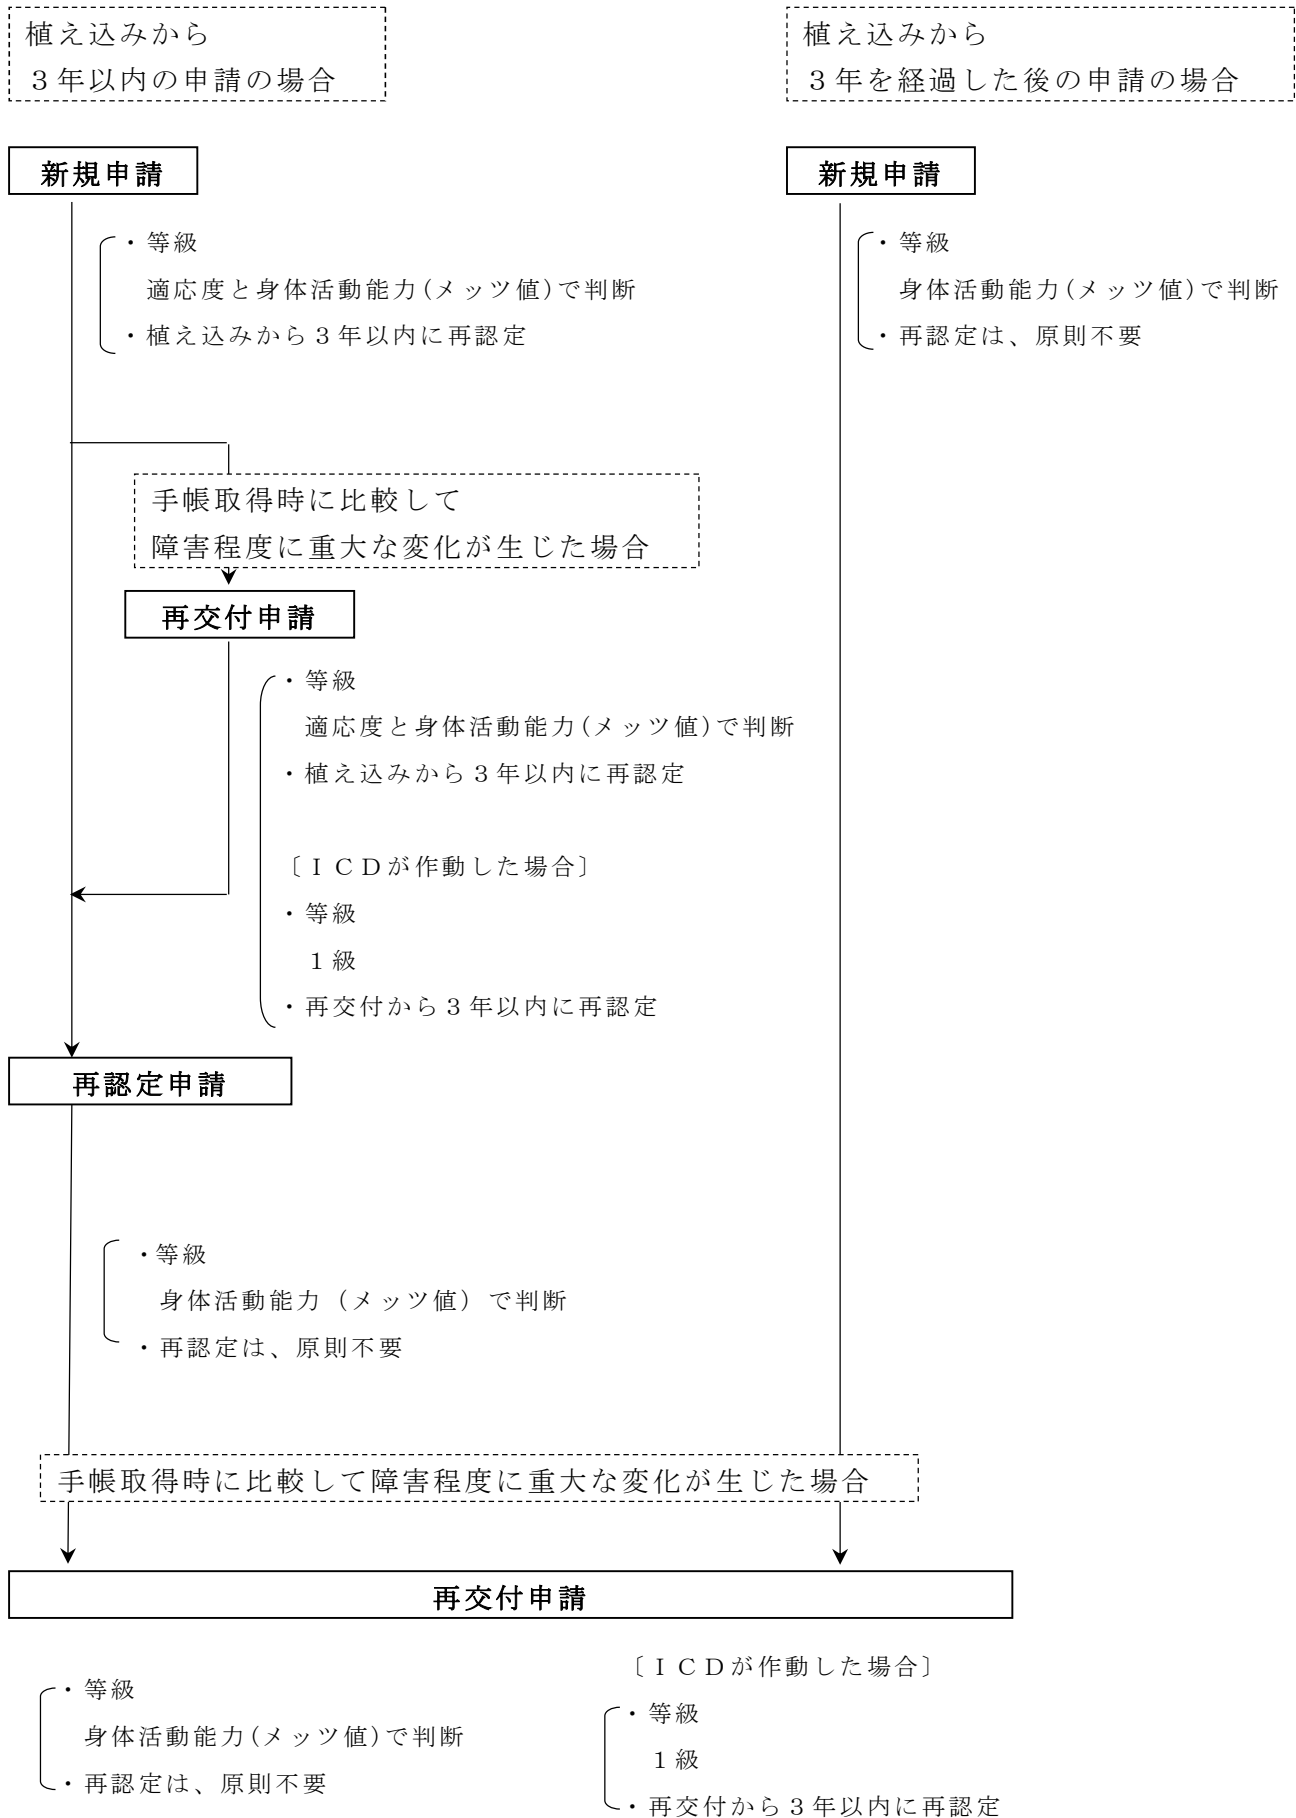 植え込みから
３年以内の申請の場合
植え込みから
３年を経過した後の申請の場合
新規申請
新規申請
・等級
適応度と身体活動能力(メッツ値)で判断
・植え込みから３年以内に再認定
・等級
身体活動能力(メッツ値)で判断
・再認定は、原則不要
手帳取得時に比較して
障害程度に重大な変化が生じた場合
再交付申請
・等級
適応度と身体活動能力(メッツ値)で判断
・植え込みから３年以内に再認定
〔ＩＣＤが作動した場合〕
・等級
１級
・再交付から３年以内に再認定
再認定申請
・等級
身体活動能力（メッツ値）で判断
・再認定は、原則不要
手帳取得時に比較して障害程度に重大な変化が生じた場合
再交付申請
・等級
身体活動能力(メッツ値)で判断
・再認定は、原則不要
〔ＩＣＤが作動した場合〕
・等級
１級
・再交付から３年以内に再認定